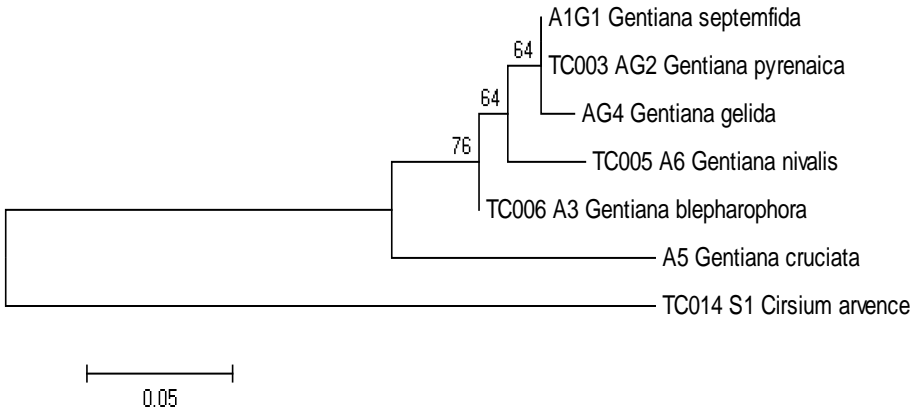 A1G1 Gentiana septemfida
64
TC003 AG2 Gentiana pyrenaica
64
AG4 Gentiana gelida
76
TC005 A6 Gentiana nivalis
TC006 A3 Gentiana blepharophora
A5 Gentiana cruciata
TC014 S1 Cirsium arvence
0.05